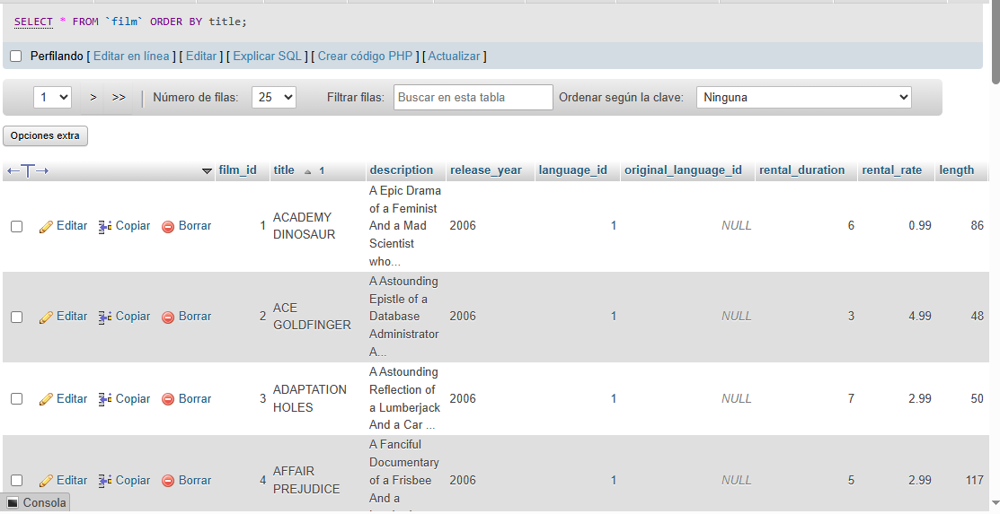 SELECT * FROM `film` ORDER BY title;
Perfilando [ Editar en línea ] [ Editar ] [ Explicar SQL ] [ Crear código PHP ] [ Actualizar ]
1 > >> | Número de filas: 25 Filtrar filas: Buscar en esta tabla Ordenar según la clave: Ninguna
Opciones extra
←T→ film_id title 1 description release_year language_id original_language_id rental_duration rental_rate length
A Epic Drama
of a Feminist
Editar Copiar Borrar 1 ACADEMY DINOSAUR And a Mad 2006 1 NULL 6 0.99 86
Scientist
who...
A Astounding
Epistle of a
Editar Copiar Borrar 2 ACE GOLDFINGER Database 2006 1 NULL 3 4.99 48
Administrator
A...
A Astounding
Reflection of
Editar Copiar Borrar 3 ADAPTATION HOLES a Lumberjack 2006 1 NULL 7 2.99 50
And a Car ...
A Fanciful
Documentary
Editar Copiar Borrar 4 AFFAIR PREJUDICE of a Frisbee 2006 1 NULL 5 2.99 117
And a
Consola